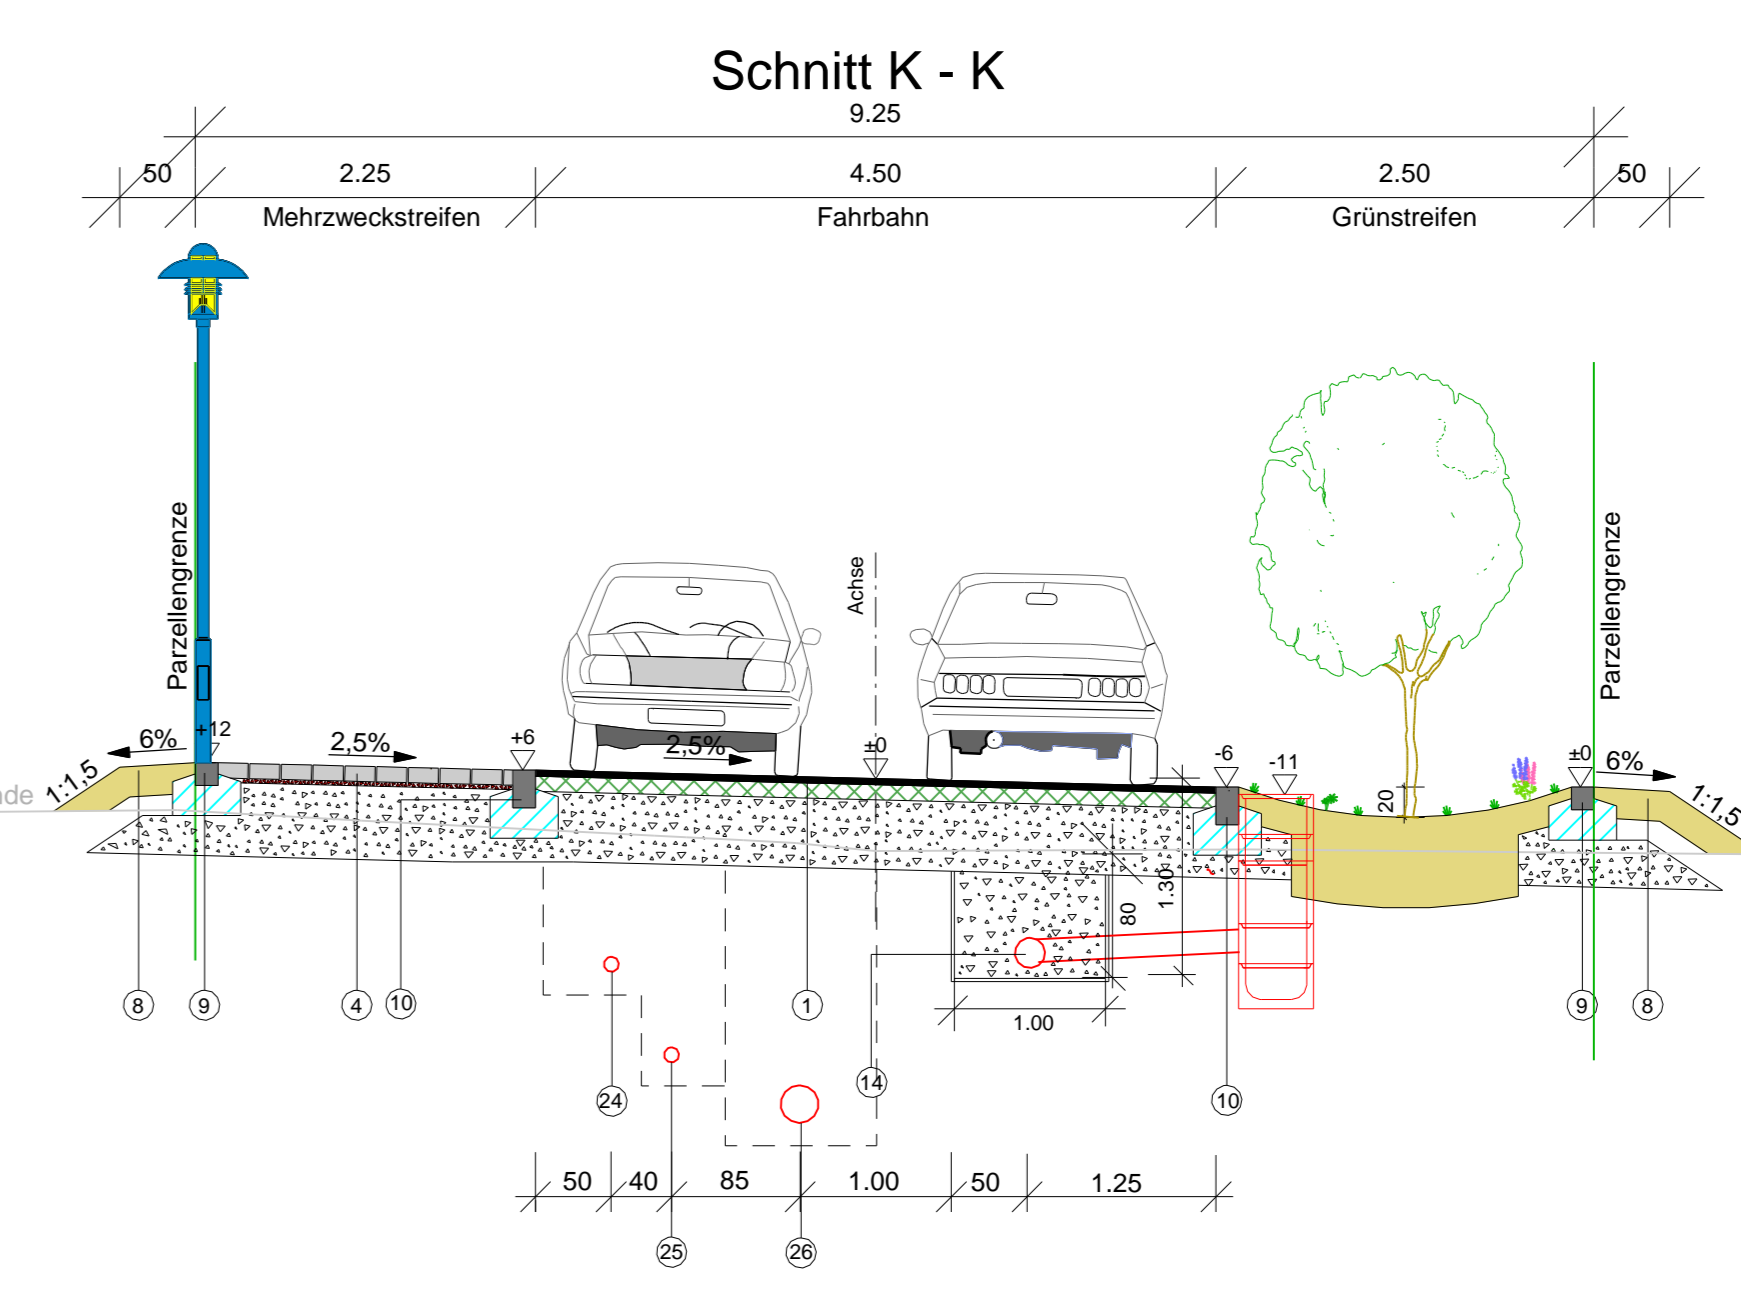 Schnitt K - K
9.25
50 2.25 4.50 2.50 50
Mehrzweckstreifen Fahrbahn Grünstreifen
Parzellengrenze
Achse
Parzellengrenze
+12
6% 2,5% +6 2,5% ±0 -6 -11 ±0 6%
1:1,5
nde
20
1:1,5
1.30
80
8 9 4 10 1 1.00 9 8
24 14 10
50 40 85 1.00 50 1.25
25 26